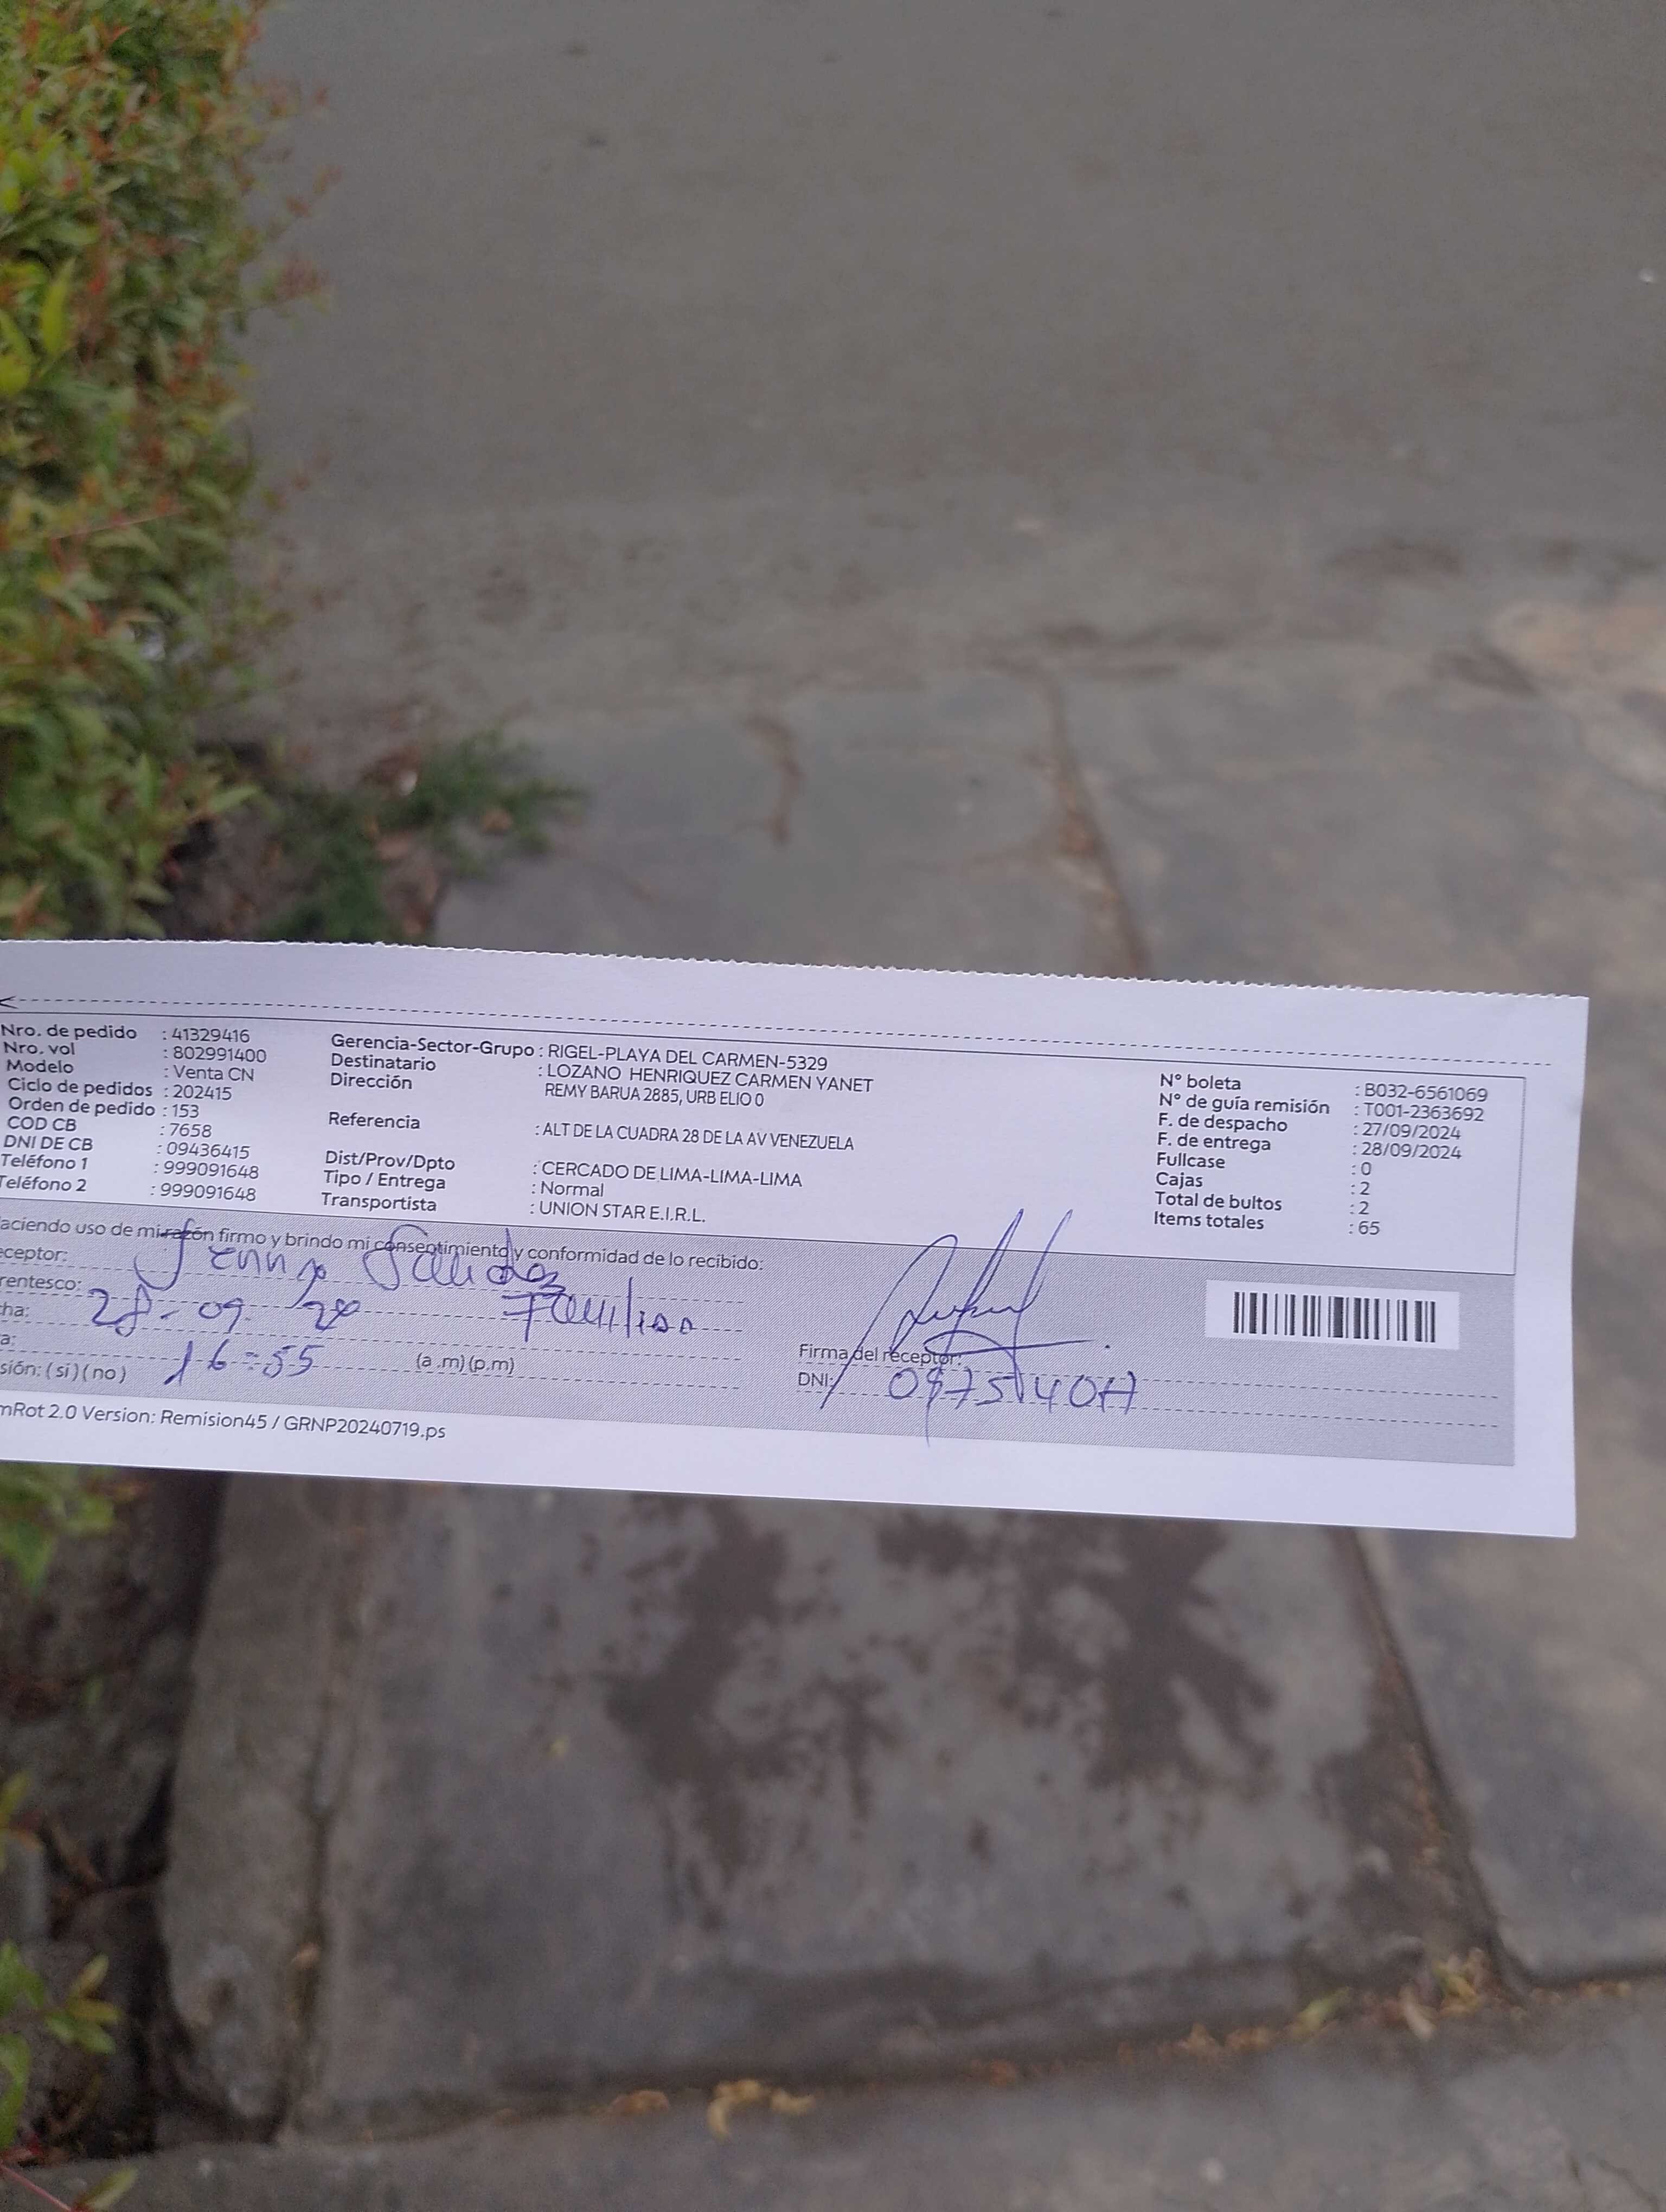 Nro. de pedido : 41329416
Nro. vol : 802991400
Modelo : Venta CN
Ciclo de pedidos : 202415
Orden de pedido : 153
COD CB : 7658
DNI DE CB : 09436415
Teléfono 1 : 999091648
Teléfono 2 : 999091648
Gerencia-Sector-Grupo : RIGEL-PLAYA DEL CARMEN-5329
Destinatario : LOZANO HENRIQUEZ CARMEN YANET
Dirección REMY BARUA 2885, URB ELIO 0
Referencia : ALT DE LA CUADRA 28 DE LA AV VENEZUELA
Dist/Prov/Dpto : CERCADO DE LIMA-LIMA-LIMA
Tipo / Entrega : Normal
Transportista : UNION STAR E.I.R.L.
N° boleta : B032-6561069
N° de guía remisión : T001-2363692
F. de despacho : 27/09/2024
F. de entrega : 28/09/2024
Fullcase : 0
Cajas : 2
Total de bultos : 2
Items totales : 65
aciendo uso de mi razón firmo y brindo mi consentimiento y conformidad de lo recibido:
eceptor: Jenny
rentesco: Familiar
cha: 28-09
a: 16:55 (a.m)(p.m)
sión: (si)(no)
Firma del receptor:
DNI:
mRot 2.0 Version: Remision45 / GRNP20240719.ps